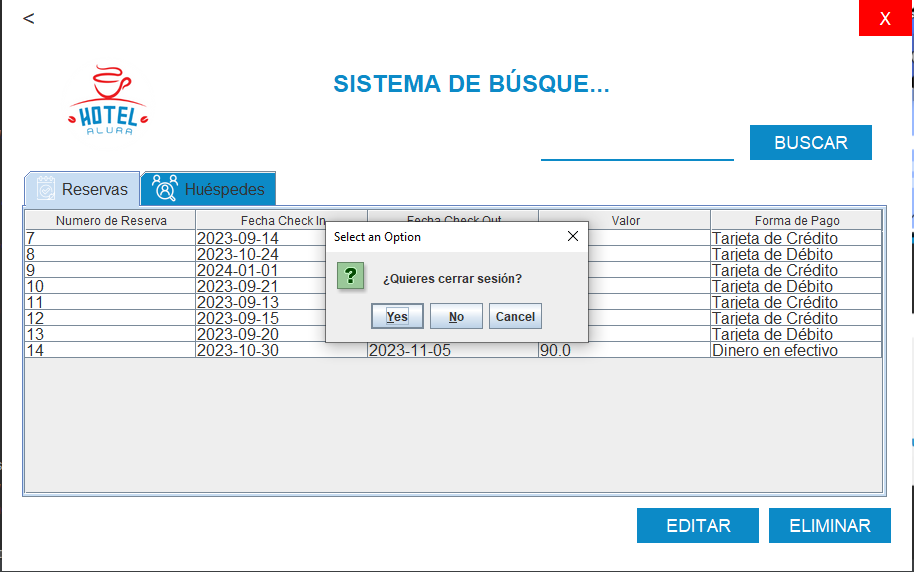 <
X
HOTEL
ALURA
SISTEMA DE BÚSQUE...
BUSCAR
Reservas
Huéspedes
Numero de Reserva Fecha Check In Fecha Check Out Valor Forma de Pago
7 2023-09-14 Tarjeta de Crédito
8 2023-10-24 Tarjeta de Débito
9 2024-01-01 Tarjeta de Crédito
10 2023-09-21 Tarjeta de Débito
11 2023-09-13 Tarjeta de Crédito
12 2023-09-15 Tarjeta de Crédito
13 2023-09-20 Tarjeta de Débito
14 2023-10-30 2023-11-05 90.0 Dinero en efectivo
Select an Option
¿Quieres cerrar sesión?
?
Yes
No
Cancel
EDITAR
ELIMINAR